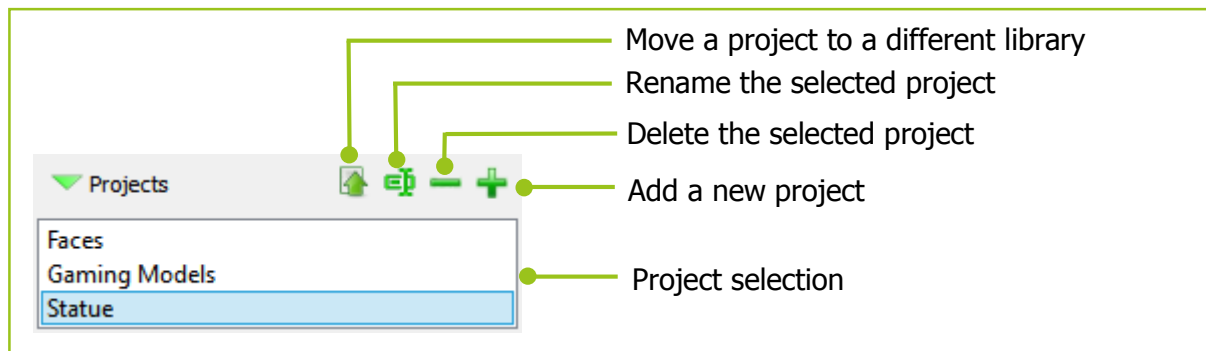 Move a project to a different library
Rename the selected project
Delete the selected project
Projects
Add a new project
Faces
Gaming Models
Project selection
Statue